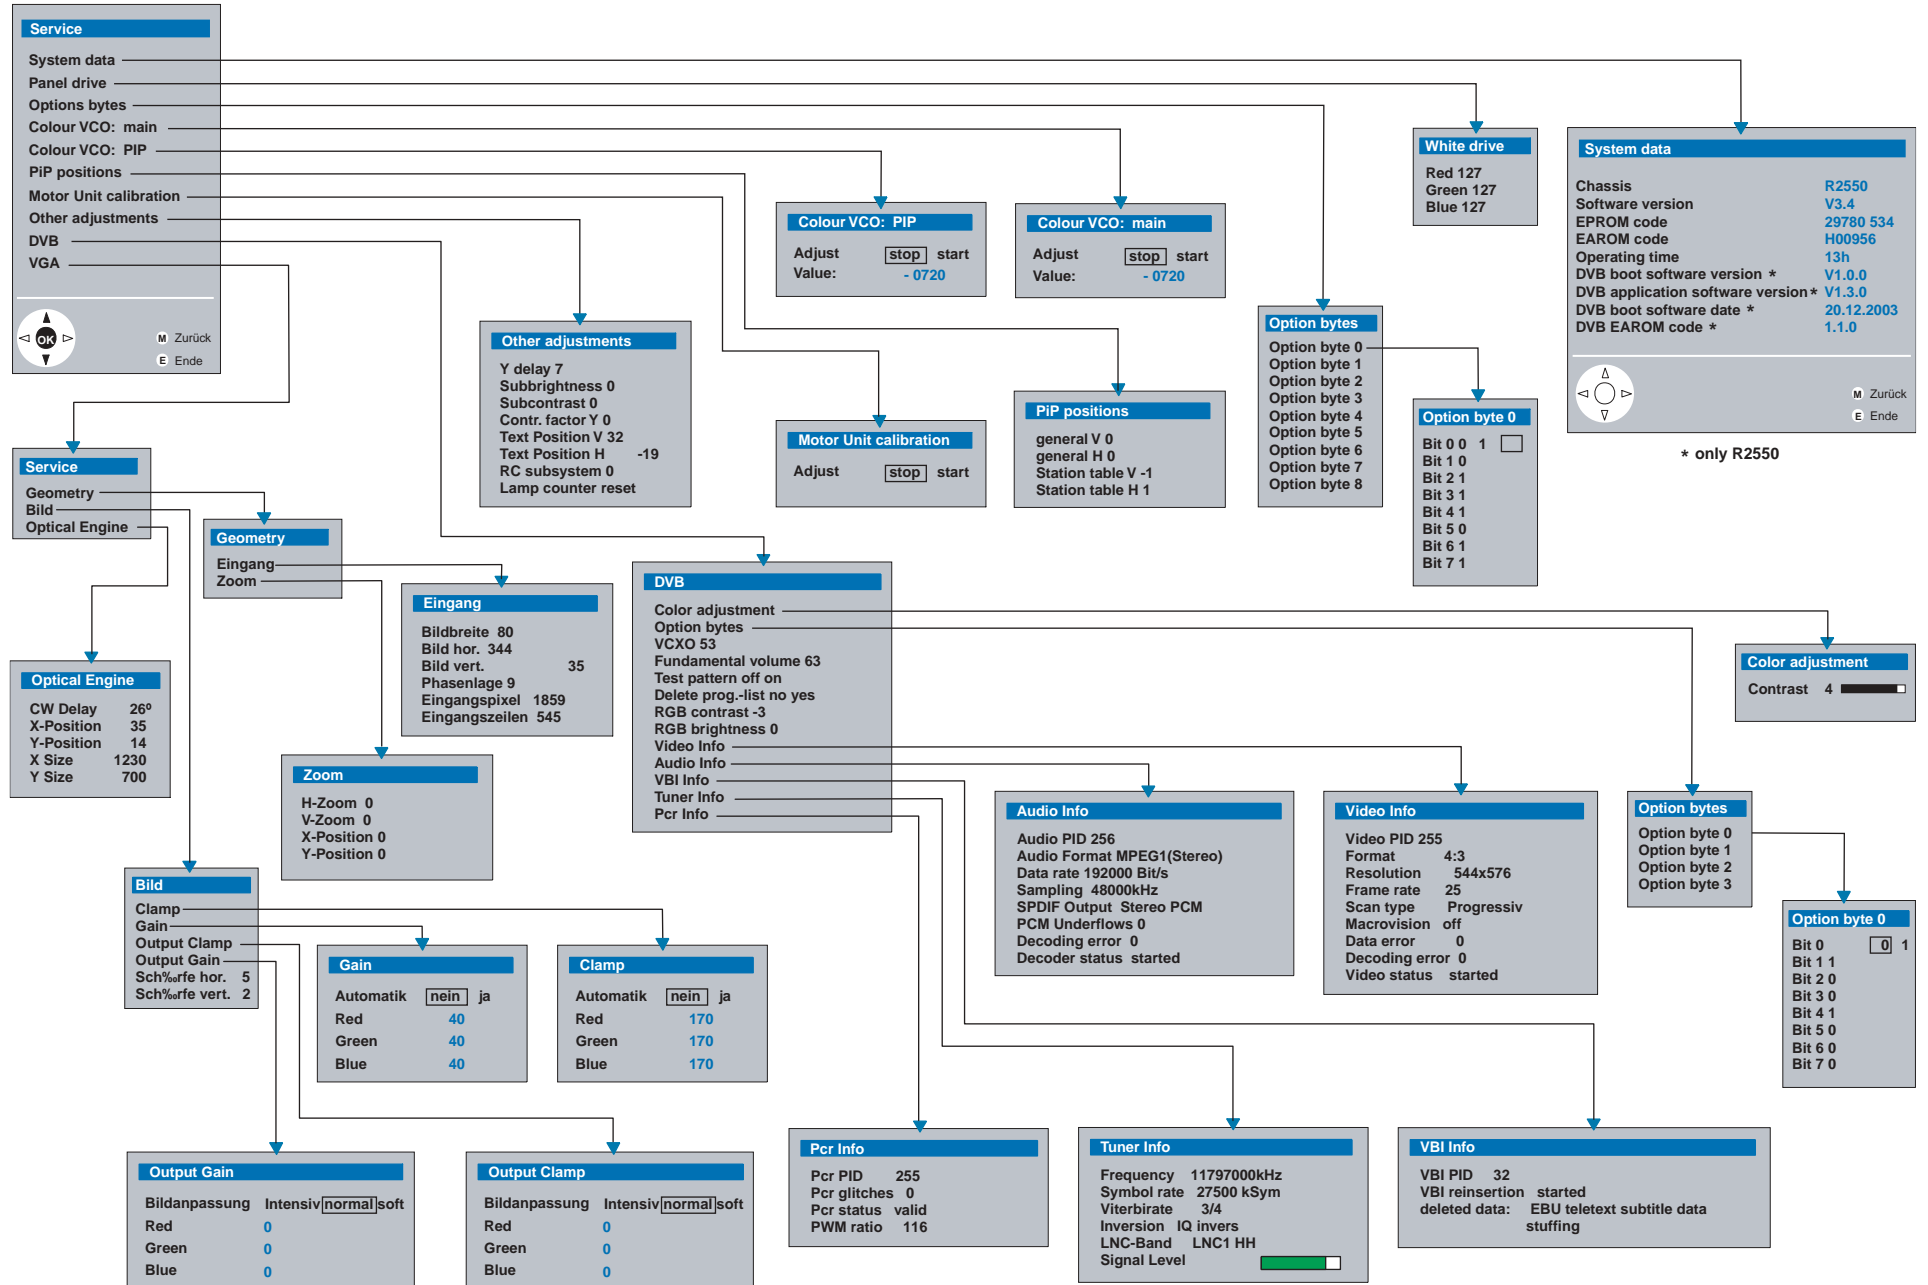 Service
System data
Panel drive
Options bytes
Colour VCO: main
Colour VCO: PIP
PiP positions
Motor Unit calibration
Other adjustments
DVB
VGA
OK
M Zurück
E Ende
White drive
Red 127
Green 127
Blue 127
System data
Chassis R2550
Software version V3.4
EPROM code 29780 534
EAROM code H00956
Operating time 13h
DVB boot software version * V1.0.0
DVB application software version * V1.3.0
DVB boot software date * 20.12.2003
DVB EAROM code * 1.1.0
M Zurück
E Ende
* only R2550
Colour VCO: PIP
Adjust stop start
Value: - 0720
Colour VCO: main
Adjust stop start
Value: - 0720
Other adjustments
Y delay 7
Subbrightness 0
Subcontrast 0
Contr. factor Y 0
Text Position V 32
Text Position H -19
RC subsystem 0
Lamp counter reset
Motor Unit calibration
Adjust stop start
PiP positions
general V 0
general H 0
Station table V -1
Station table H 1
Option bytes
Option byte 0
Option byte 1
Option byte 2
Option byte 3
Option byte 4
Option byte 5
Option byte 6
Option byte 7
Option byte 8
Option byte 0
Bit 0 0 1
Bit 1 0
Bit 2 1
Bit 3 1
Bit 4 1
Bit 5 0
Bit 6 1
Bit 7 1
Service
Geometry
Bild
Optical Engine
Geometry
Eingang
Zoom
Eingang
Bildbreite 80
Bild hor. 344
Bild vert. 35
Phasenlage 9
Eingangspixel 1859
Eingangszeilen 545
Optical Engine
CW Delay 26º
X-Position 35
Y-Position 14
X Size 1230
Y Size 700
Zoom
H-Zoom 0
V-Zoom 0
X-Position 0
Y-Position 0
DVB
Color adjustment
Option bytes
VCXO 53
Fundamental volume 63
Test pattern off on
Delete prog.-list no yes
RGB contrast -3
RGB brightness 0
Video Info
Audio Info
VBI Info
Tuner Info
Pcr Info
Color adjustment
Contrast 4
Bild
Clamp
Gain
Output Clamp
Output Gain
Sch‰rfe hor. 5
Sch‰rfe vert. 2
Gain
Automatik nein ja
Red 40
Green 40
Blue 40
Clamp
Automatik nein ja
Red 170
Green 170
Blue 170
Audio Info
Audio PID 256
Audio Format MPEG1(Stereo)
Data rate 192000 Bit/s
Sampling 48000kHz
SPDIF Output Stereo PCM
PCM Underflows 0
Decoding error 0
Decoder status started
Video Info
Video PID 255
Format 4:3
Resolution 544x576
Frame rate 25
Scan type Progressiv
Macrovision off
Data error 0
Decoding error 0
Video status started
Option bytes
Option byte 0
Option byte 1
Option byte 2
Option byte 3
Option byte 0
Bit 0 0 1
Bit 1 1
Bit 2 0
Bit 3 0
Bit 4 1
Bit 5 0
Bit 6 0
Bit 7 0
Output Gain
Bildanpassung Intensiv normal soft
Red 0
Green 0
Blue 0
Output Clamp
Bildanpassung Intensiv normal soft
Red 0
Green 0
Blue 0
Pcr Info
Pcr PID 255
Pcr glitches 0
Pcr status valid
PWM ratio 116
Tuner Info
Frequency 11797000kHz
Symbol rate 27500 kSym
Viterbirate 3/4
Inversion IQ invers
LNC-Band LNC1 HH
Signal Level
VBI Info
VBI PID 32
VBI reinsertion started
deleted data: EBU teletext subtitle data
stuffing